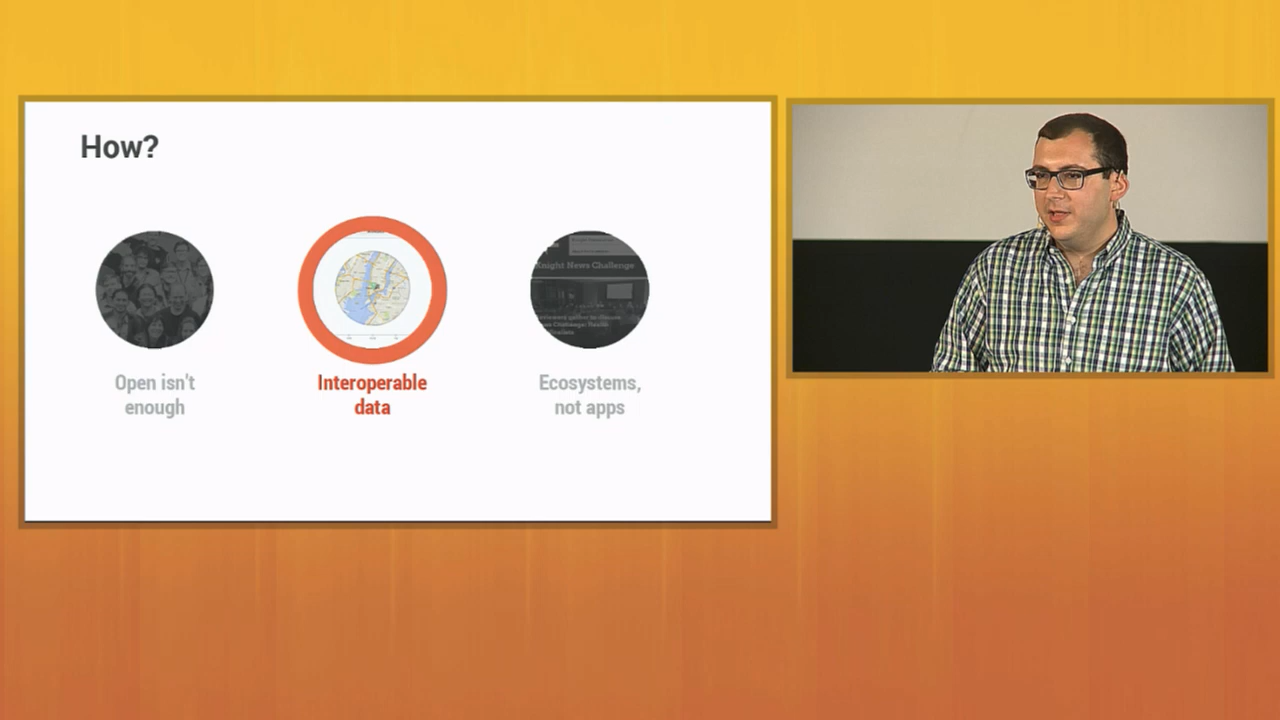 How?
Open isn't
enough
Interoperable
data
Knight News Challenge
Ecosystems,
not apps